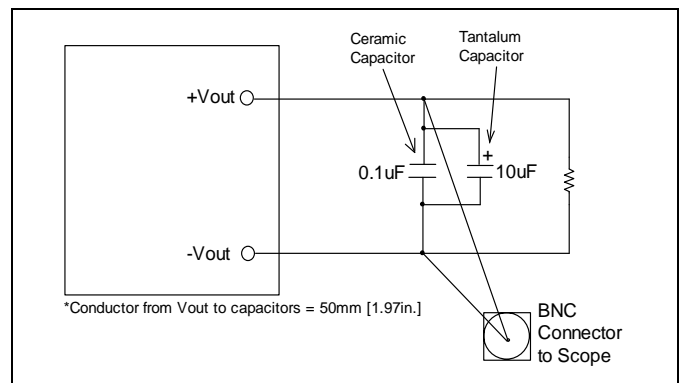 Ceramic
Capacitor
Tantalum
Capacitor
+Vout
+
0.1uF
10uF
-Vout
*Conductor from Vout to capacitors = 50mm [1.97in.]
BNC
Connector
to Scope